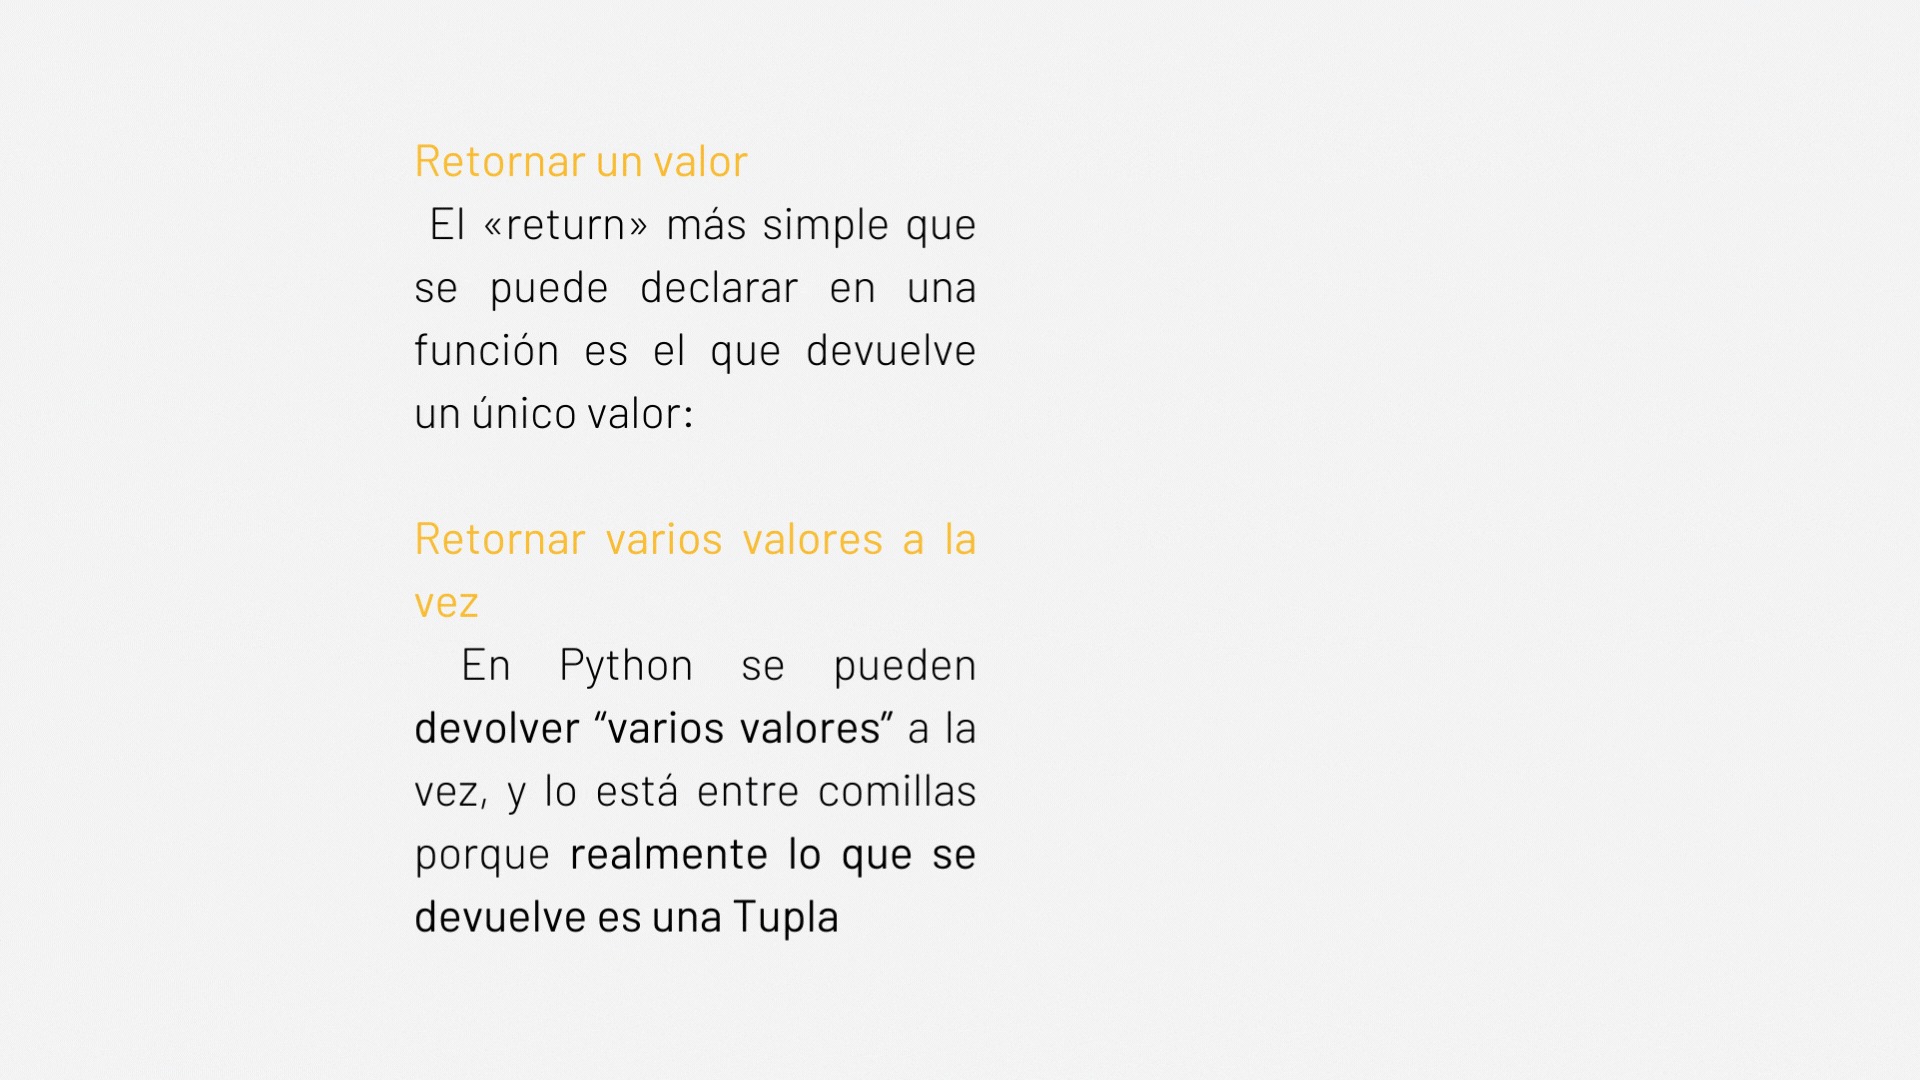 Retornar un valor
El «return» más simple que
se puede declarar en una
función es el que devuelve
un único valor:
Retornar varios valores a la
vez
En Python se pueden
devolver “varios valores” a la
vez, y lo está entre comillas
porque realmente lo que se
devuelve es una Tupla